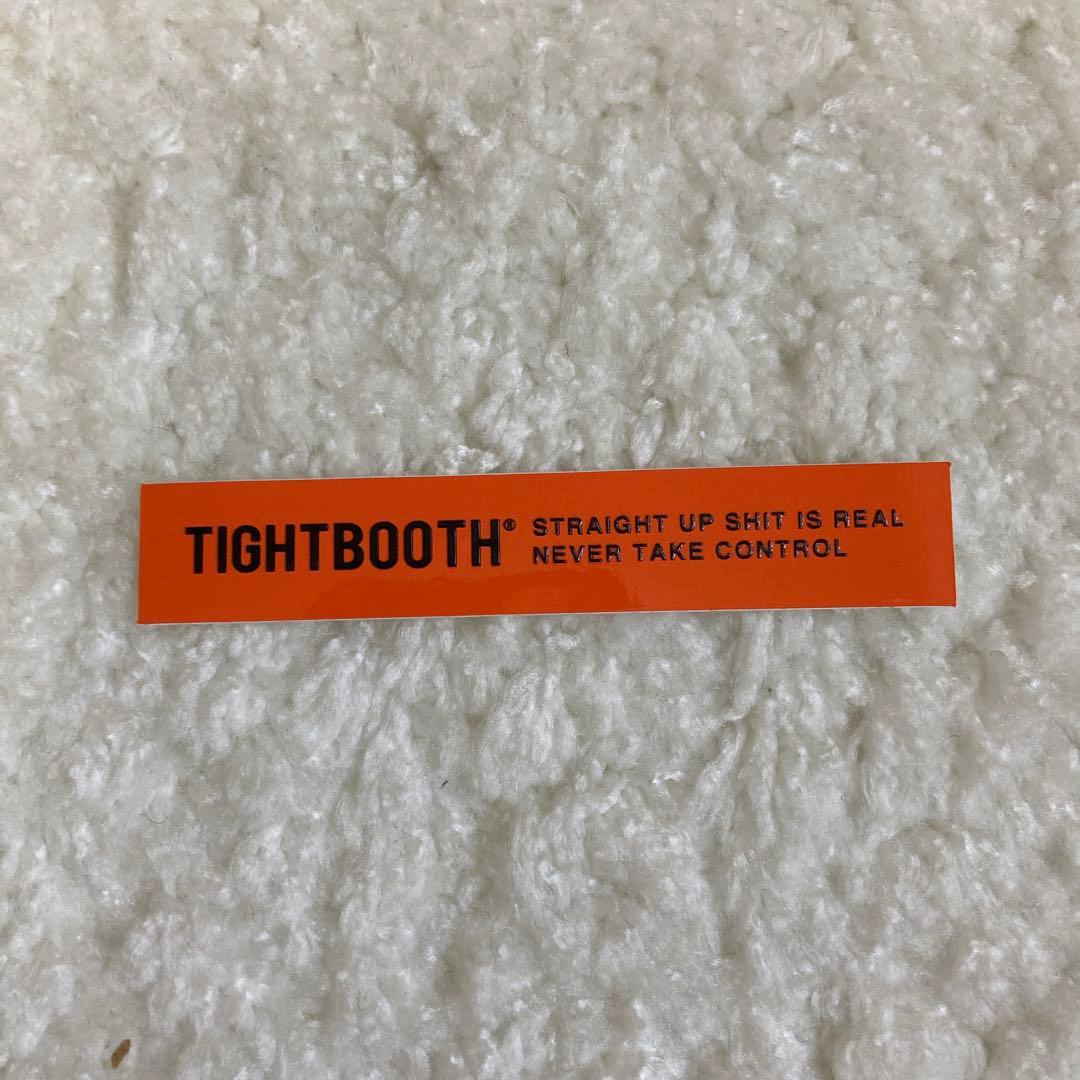 TIGHTBOOTH® STRAIGHT UP SHIT IS REAL
NEVER TAKE CONTROL